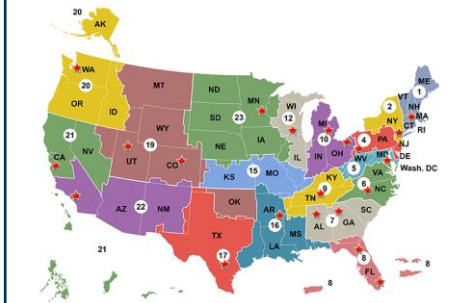 20
AK
WA
20
OR
ID
MT
WY
19
UT
CO
ND
SD
MN
23
NE
IA
WI
12
IL
MI
10
IN
OH
2
NY
VT
ME
1
NH
MA
CT
RI
4
PA
NJ
DE
MD
Wash. DC
WV
5
VA
6
NC
KY
TN
9
SC
AL
7
GA
8
FL
8
8
21
CA
NV
AZ
22
NM
KS
15
MO
OK
TX
17
AR
16
LA
MS
21